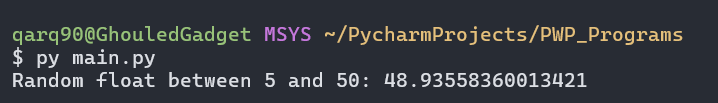 qarq90@GhouledGadget MSYS ~/PycharmProjects/PWP_Programs
$ py main.py
Random float between 5 and 50: 48.93558360013421